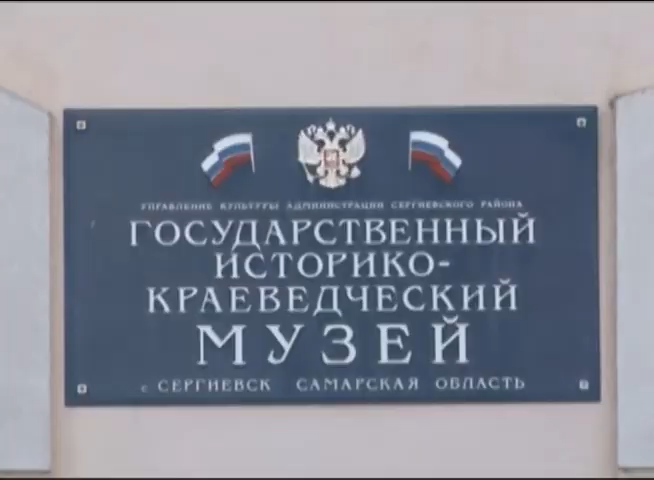 УПРАВЛЕНИЕ КУЛЬТУРЫ АДМИНИСТРАЦИИ СЕРГИЕВСКОГО РАЙОНА
ГОСУДАРСТВЕННЫЙ
ИСТОРИКО-
КРАЕВЕДЧЕСКИЙ
МУЗЕЙ
с СЕРГИЕВСК САМАРСКАЯ ОБЛАСТЬ